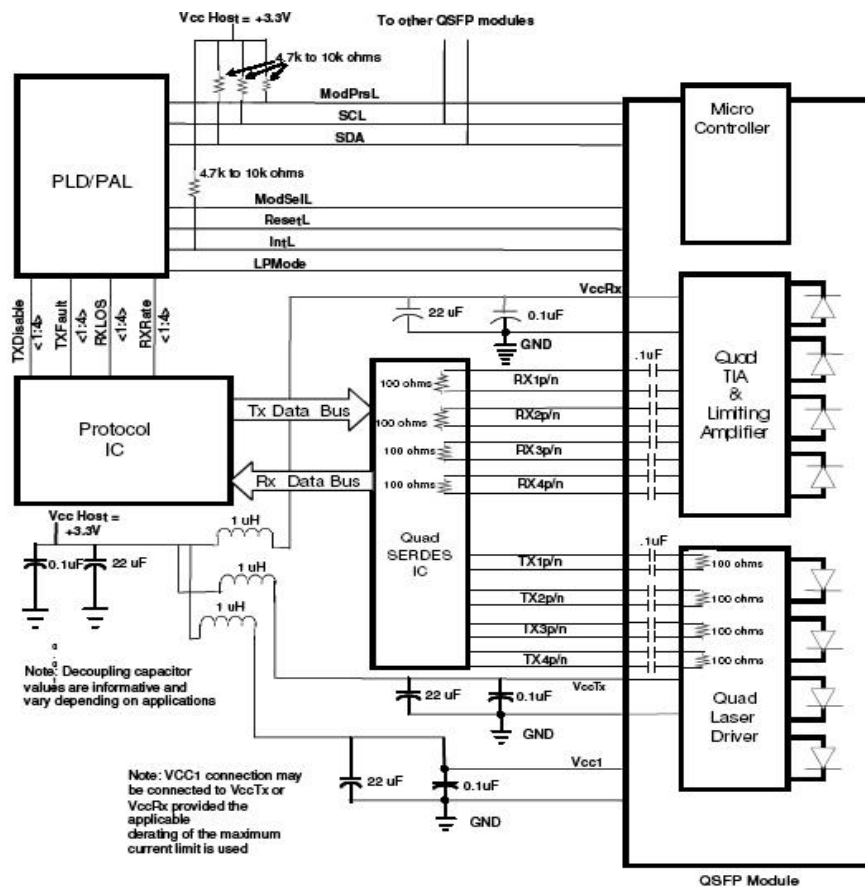 Vcc Host = +3.3V
To other QSFP modules
4.7k to 10k ohms
ModPrsL
SCL
SDA
Micro
Controller
PLD/PAL
4.7k to 10k ohms
ModSelL
ResetL
IntL
LPMode
TXDisable
<1:4>
TXFault
<1:4>
RXLOS
<1:4>
RXRate
<1:4>
VccRx
22 uF
0.1uF
GND
Quad
TIA
&
Limiting
Amplifier
Protocol
IC
Tx Data Bus
Rx Data Bus
100 ohms
100 ohms
100 ohms
100 ohms
RX1p/n
RX2p/n
RX3p/n
RX4p/n
.1uF
Quad
SERDES
IC
Vcc Host =
+3.3V
0.1uF
22 uF
1 uH
1 uH
1 uH
TX1p/n
TX2p/n
TX3p/n
TX4p/n
.1uF
100 ohms
100 ohms
100 ohms
100 ohms
Quad
Laser
Driver
Note: Decoupling capacitor
values are informative and
vary depending on applications
22 uF
0.1uF
VccTx
GND
Vcc1
22 uF
0.1uF
GND
Note: VCC1 connection may
be connected to VccTx or
VccRx provided the
applicable
derating of the maximum
current limit is used
QSFP Module